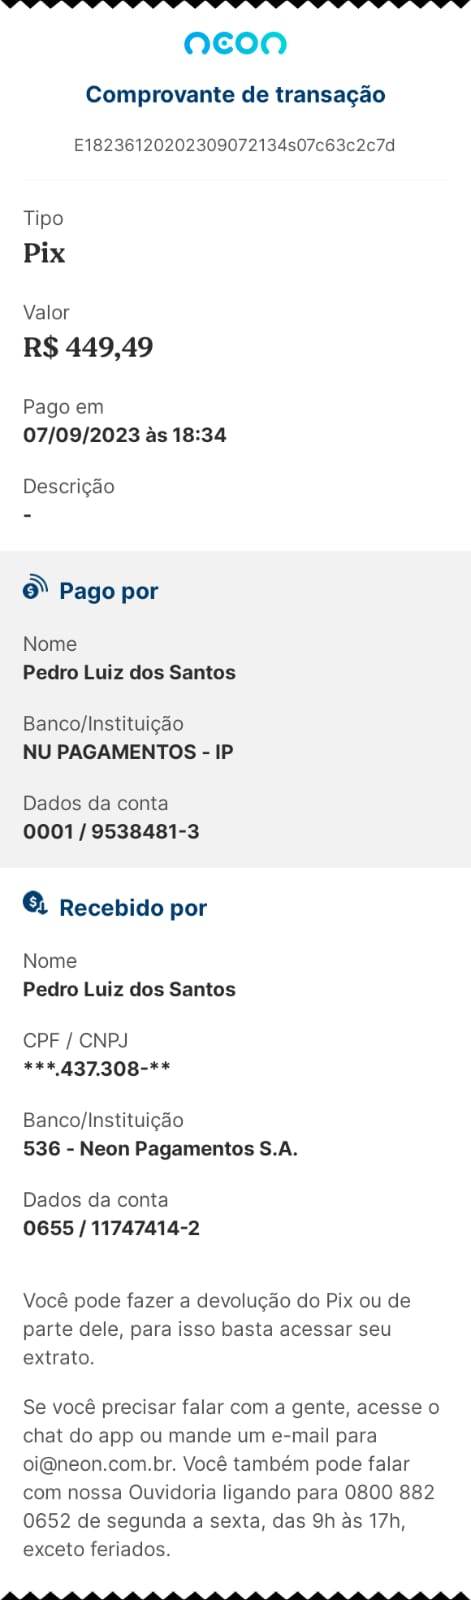 neon
Comprovante de transação
E18236120202309072134s07c63c2c7d
Tipo
Pix
Valor
R$ 449,49
Pago em
07/09/2023 às 18:34
Descrição
-
Pago por
Nome
Pedro Luiz dos Santos
Banco/Instituição
NU PAGAMENTOS - IP
Dados da conta
0001 / 9538481-3
Recebido por
Nome
Pedro Luiz dos Santos
CPF / CNPJ
***.437.308-**
Banco/Instituição
536 - Neon Pagamentos S.A.
Dados da conta
0655 / 11747414-2
Você pode fazer a devolução do Pix ou de
parte dele, para isso basta acessar seu
extrato.
Se você precisar falar com a gente, acesse o
chat do app ou mande um e-mail para
oi@neon.com.br. Você também pode falar
com nossa Ouvidoria ligando para 0800 882
0652 de segunda a sexta, das 9h às 17h,
exceto feriados.